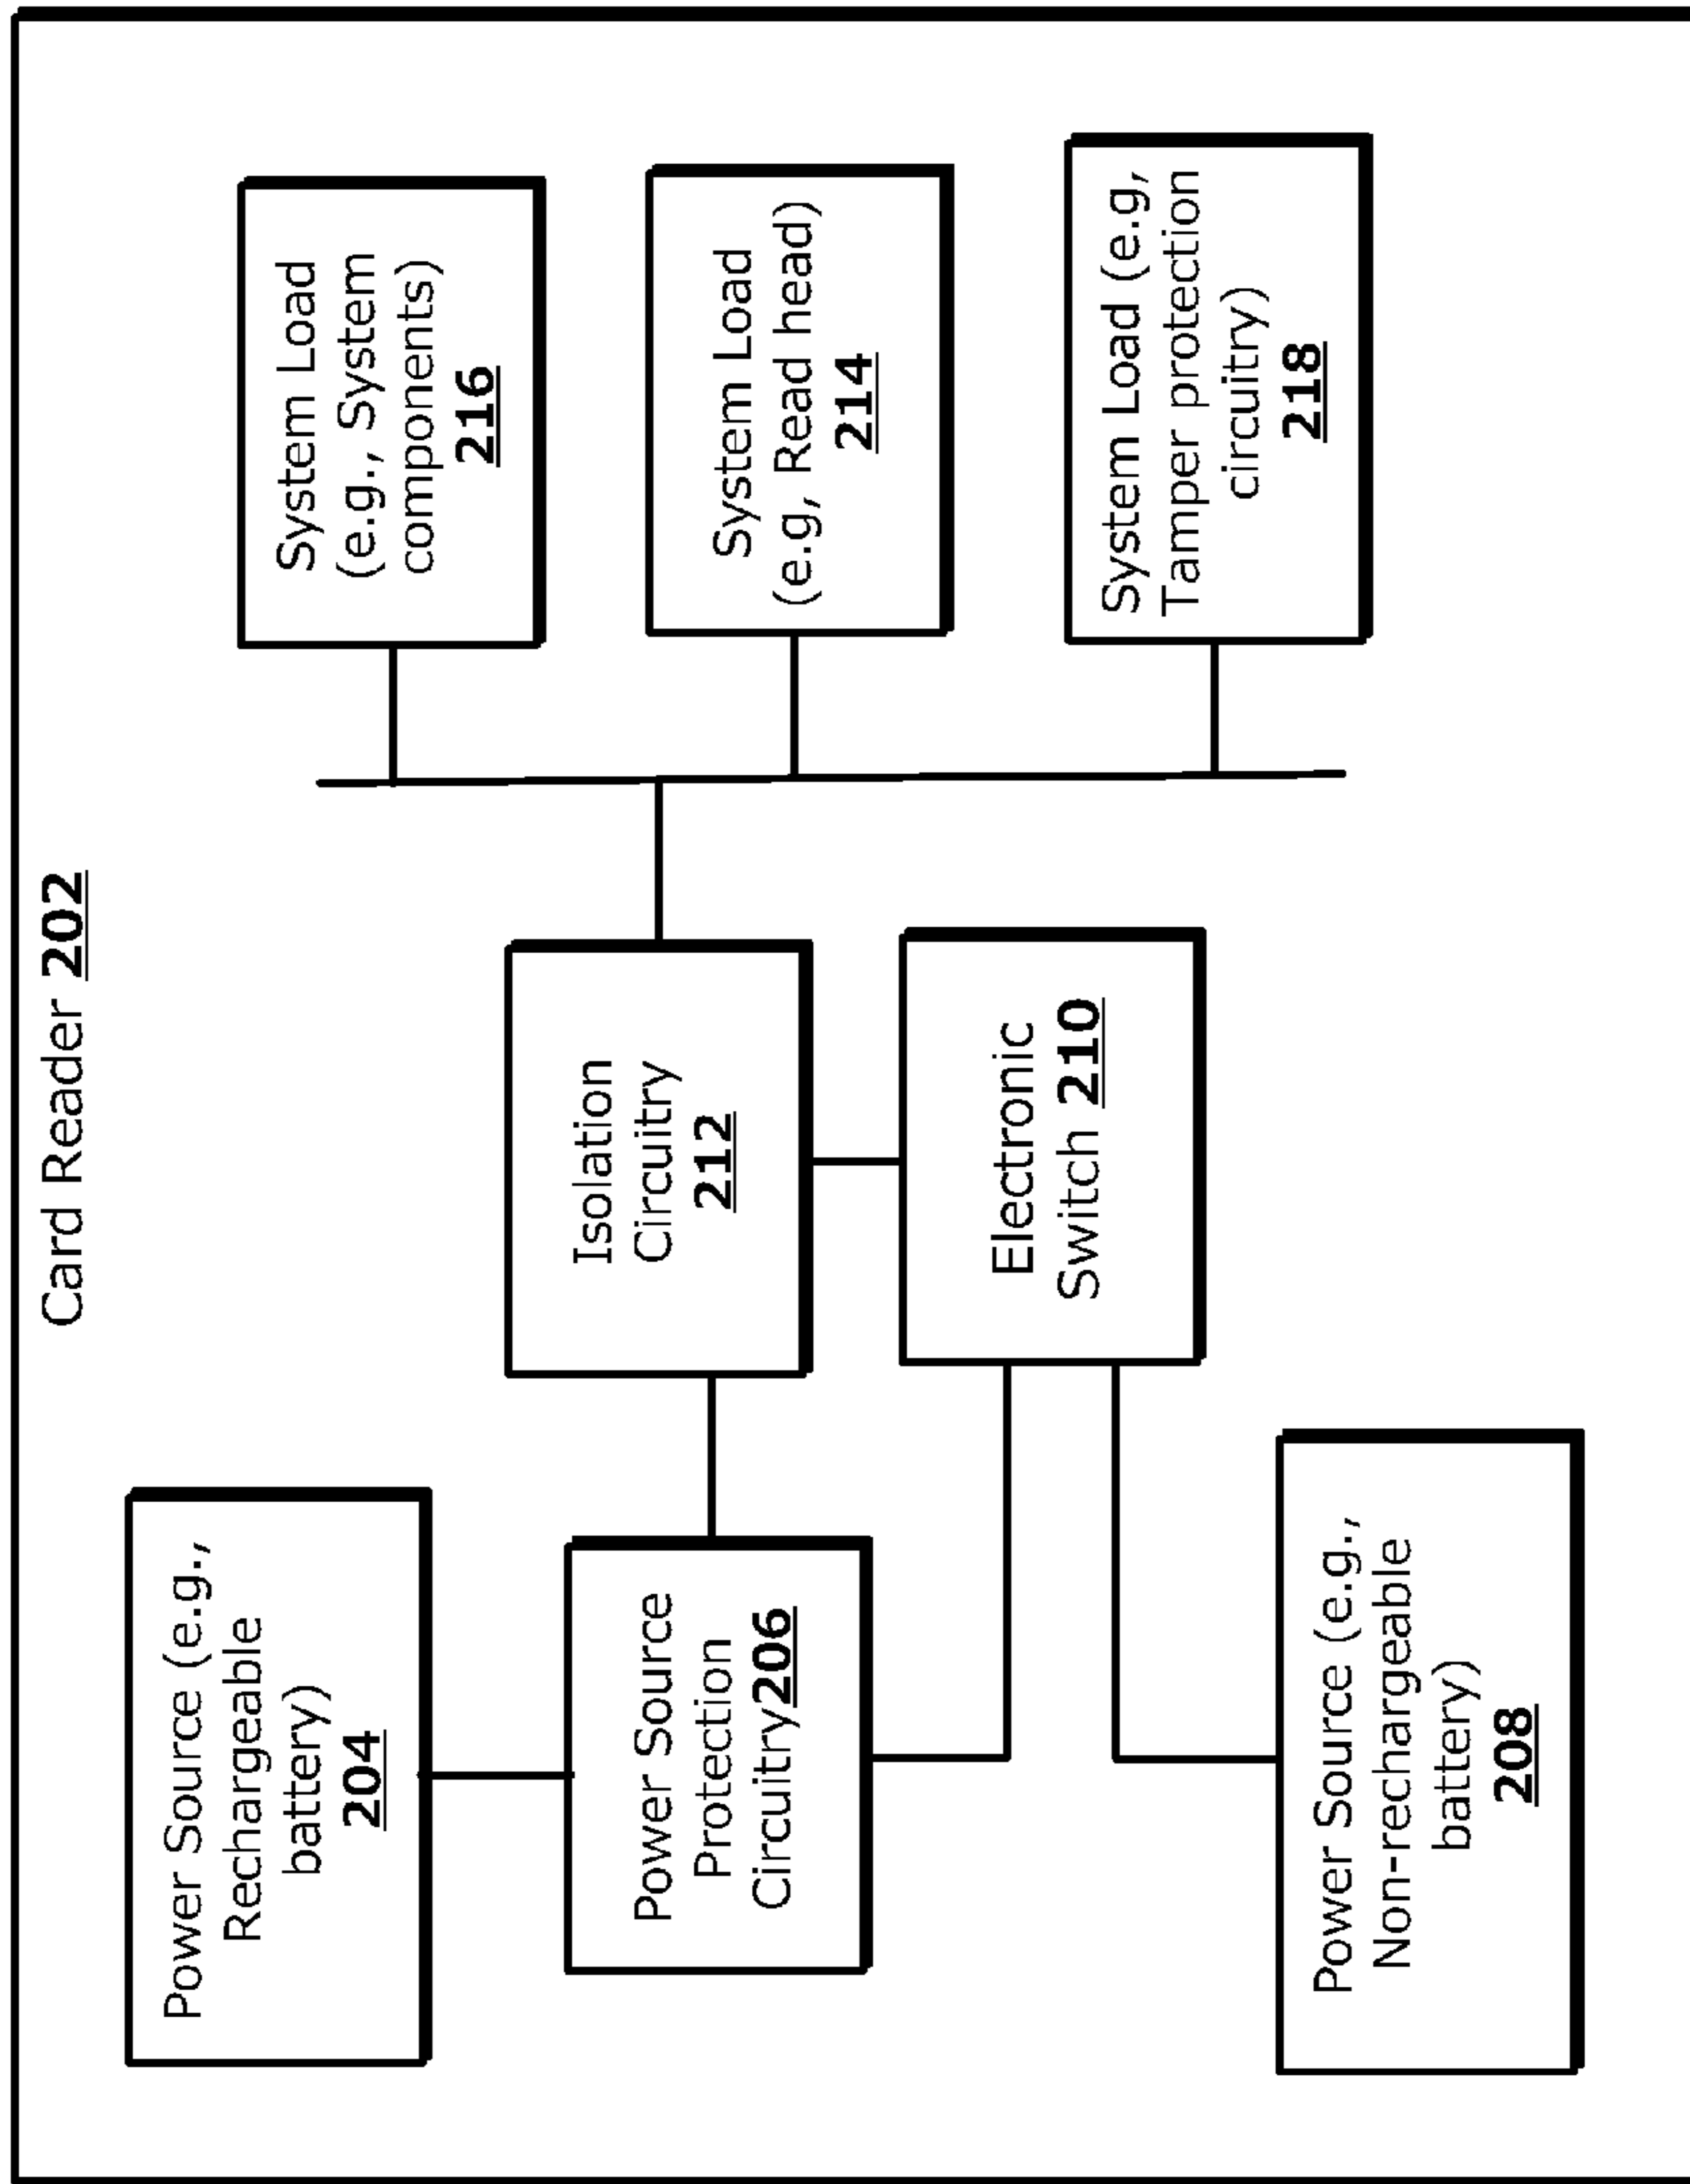 Card Reader 202
Power Source (e.g.,
Rechargeable
battery)
204
Power Source
Protection
Circuitry206
Power Source (e.g.,
Non-rechargeable
battery)
208
Isolation
Circuitry
212
Electronic
Switch 210
System Load
(e.g., System
components)
216
System Load
(e.g, Read head)
214
System Load (e.g,
Tamper protection
circuitry)
218